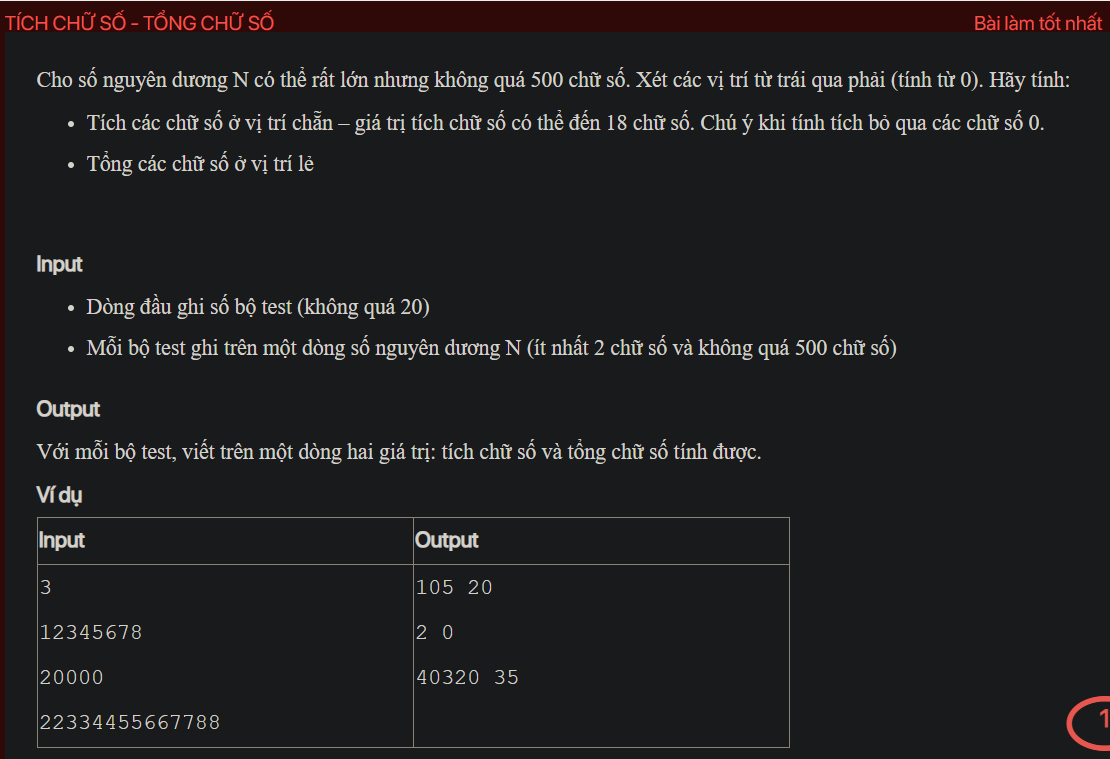 TÍCH CHỮ SỐ - TỔNG CHỮ SỐ
Bài làm tốt nhất
Cho số nguyên dương N có thể rất lớn nhưng không quá 500 chữ số. Xét các vị trí từ trái qua phải (tính từ 0). Hãy tính:
• Tích các chữ số ở vị trí chẵn – giá trị tích chữ số có thể đến 18 chữ số. Chú ý khi tính tích bỏ qua các chữ số 0.
• Tổng các chữ số ở vị trí lẻ
Input
• Dòng đầu ghi số bộ test (không quá 20)
• Mỗi bộ test ghi trên một dòng số nguyên dương N (ít nhất 2 chữ số và không quá 500 chữ số)
Output
Với mỗi bộ test, viết trên một dòng hai giá trị: tích chữ số và tổng chữ số tính được.
Ví dụ
Input Output
3 105 20
12345678 2 0
20000 40320 35
22334455667788
1